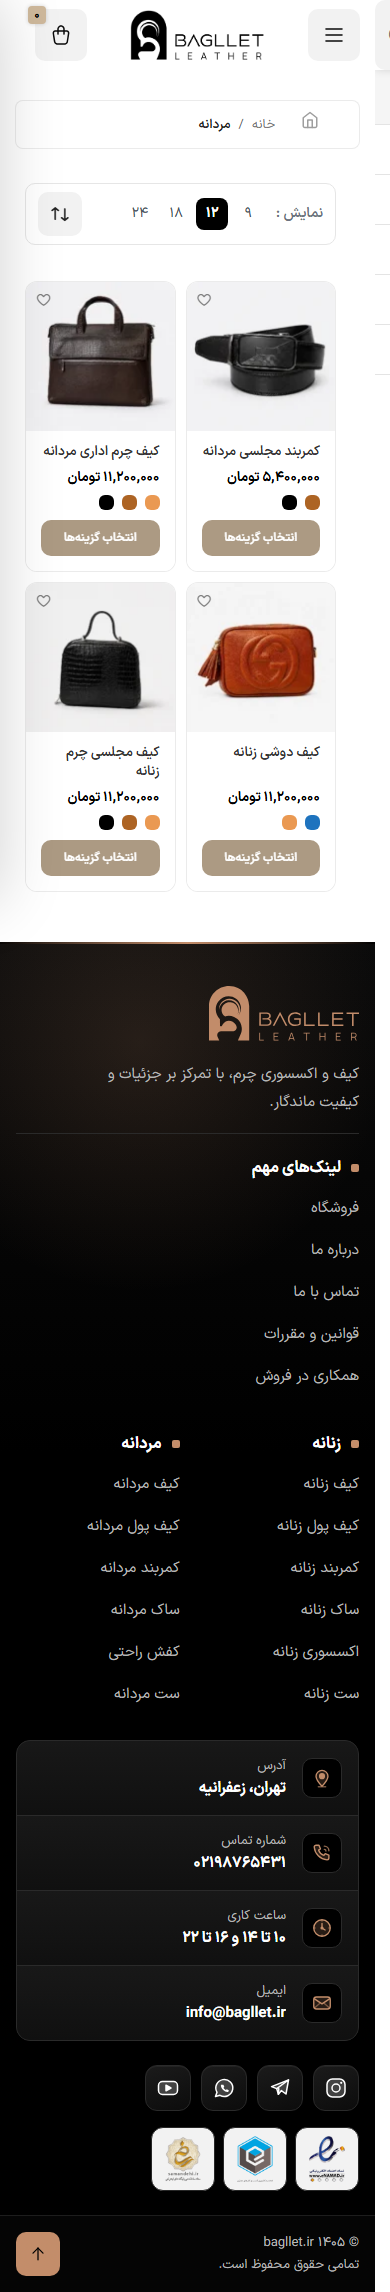 ۰
BAGLLET
LEATHER
خانه / مردانه
نمایش : ۹ ۱۲ ۱۸ ۲۴
کمربند مجلسی مردانه
۵,۴۰۰,۰۰۰ تومان
انتخاب گزینه‌ها
کیف چرم اداری مردانه
۱۱,۲۰۰,۰۰۰ تومان
انتخاب گزینه‌ها
کیف دوشی زنانه
۱۱,۲۰۰,۰۰۰ تومان
انتخاب گزینه‌ها
کیف مجلسی چرم
زنانه
۱۱,۲۰۰,۰۰۰ تومان
انتخاب گزینه‌ها
BAGLLET
LEATHER
کیف و اکسسوری چرم، با تمرکز بر جزئیات و
کیفیت ماندگار.
لینک‌های مهم
فروشگاه
درباره ما
تماس با ما
قوانین و مقررات
همکاری در فروش
زنانه
کیف زنانه
کیف پول زنانه
کمربند زنانه
ساک زنانه
اکسسوری زنانه
ست زنانه
مردانه
کیف مردانه
کیف پول مردانه
کمربند مردانه
ساک مردانه
کفش راحتی
ست مردانه
آدرس
تهران، زعفرانیه
شماره تماس
۰۲۱۹۸۷۶۵۴۳۱
ساعت کاری
۱۰ تا ۱۴ و ۱۶ تا ۲۲
ایمیل
info@bagllet.ir
© ۱۴۰۵ bagllet.ir
تمامی حقوق محفوظ است.